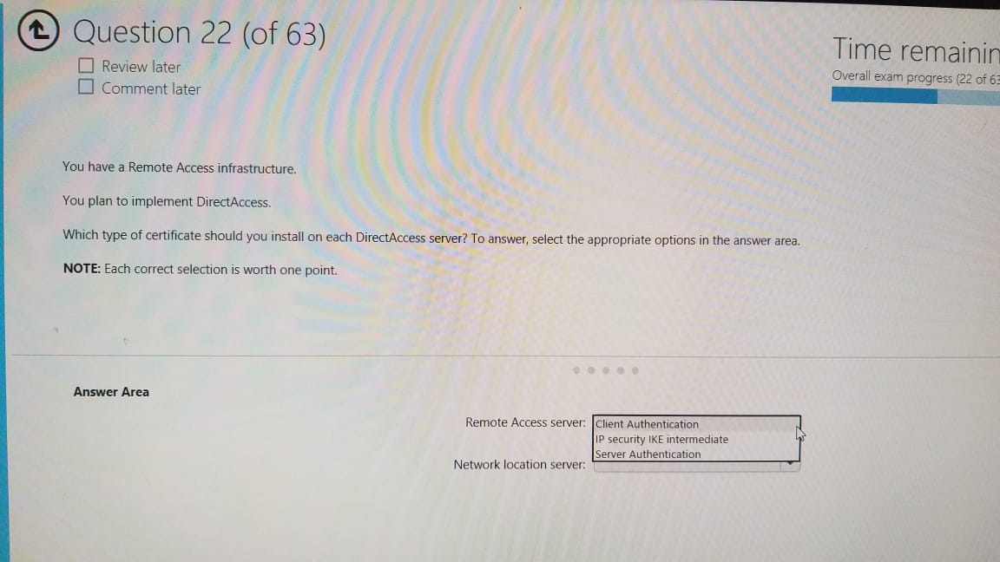 Question 22 (of 63)
Review later
Comment later
Time remainin
Overall exam progress (22 of 63
You have a Remote Access infrastructure.
You plan to implement DirectAccess.
Which type of certificate should you install on each DirectAccess server? To answer, select the appropriate options in the answer area.
NOTE: Each correct selection is worth one point.
Answer Area
Remote Access server:
Client Authentication
IP security IKE intermediate
Server Authentication
Network location server: